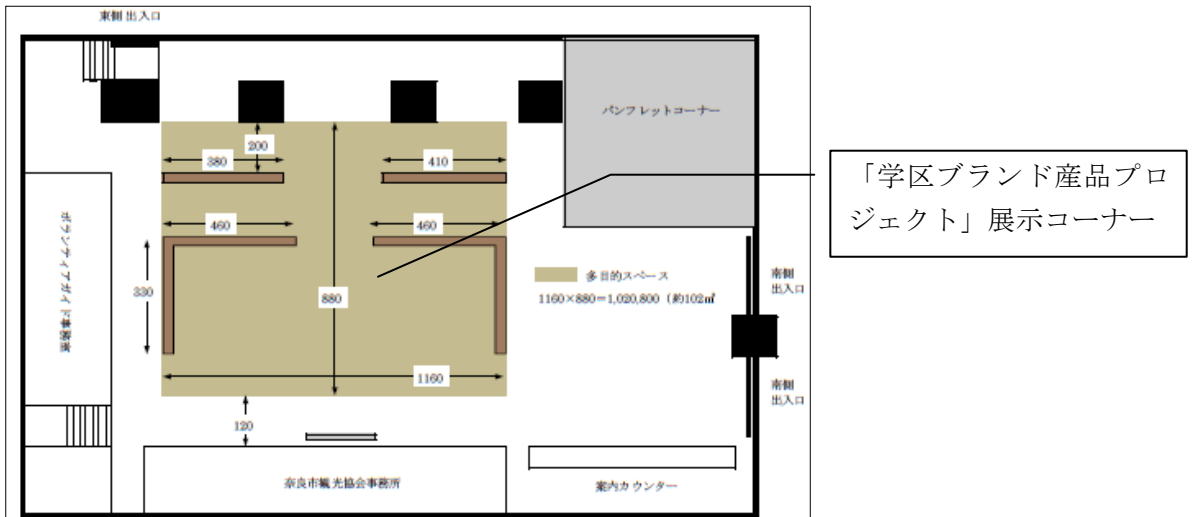 東側 出入口
パンフレットコーナー
200
380
410
「学区ブランド産品プロ
ジェクト」展示コーナー
460
460
ボランティアガイド事務所
330
880
多目的スペース
1160×880=1,020,800(約102㎡
南側
出入口
1160
南側
出入口
120
奈良市観光協会事務所
案内カウンター